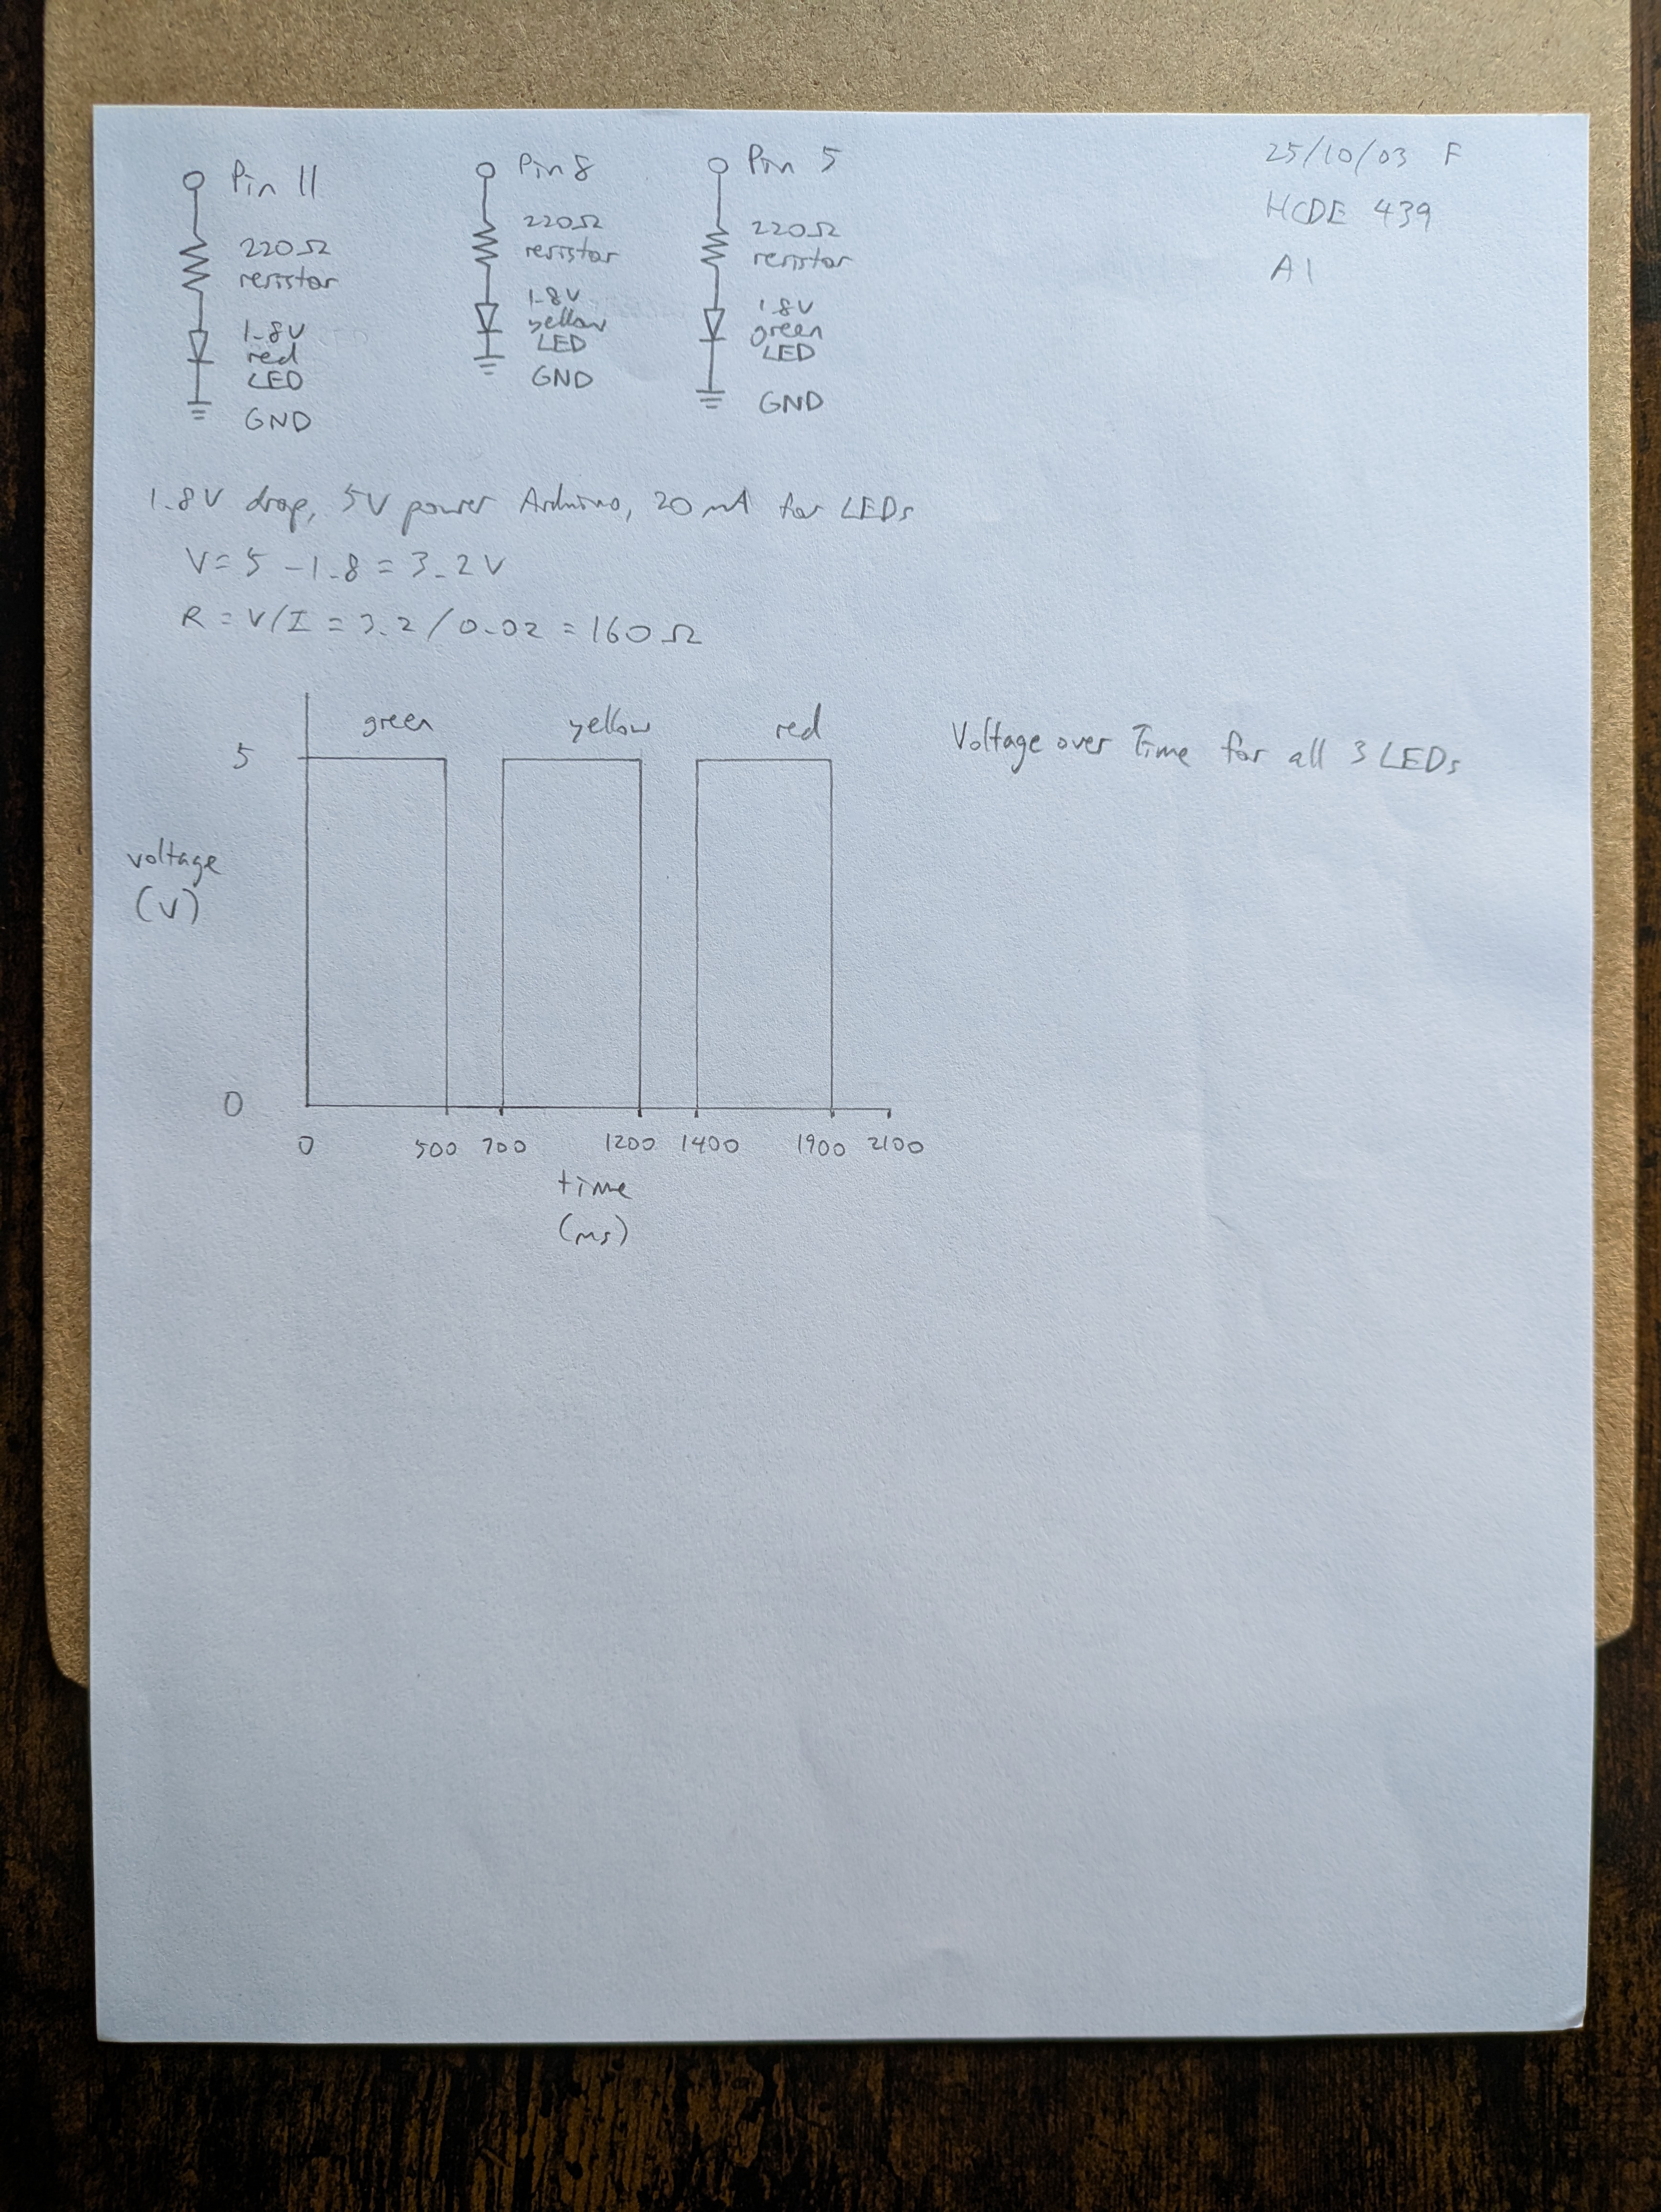 25/10/03 F
HCDE 439
A1
Pin 11
220Ω
resistor
1.8V
red
LED
GND
Pin 8
220Ω
resistor
1.8V
yellow
LED
GND
Pin 5
220Ω
resistor
1.8V
green
LED
GND
1.8V drop, 5V power Arduino, 20 mA for LEDs
V = 5 - 1.8 = 3.2V
R = V/I = 3.2/0.02 = 160Ω
Voltage over Time for all 3 LEDs
green yellow red
5
voltage
(V)
0
0 500 700 1200 1400 1900 2100
time
(ms)